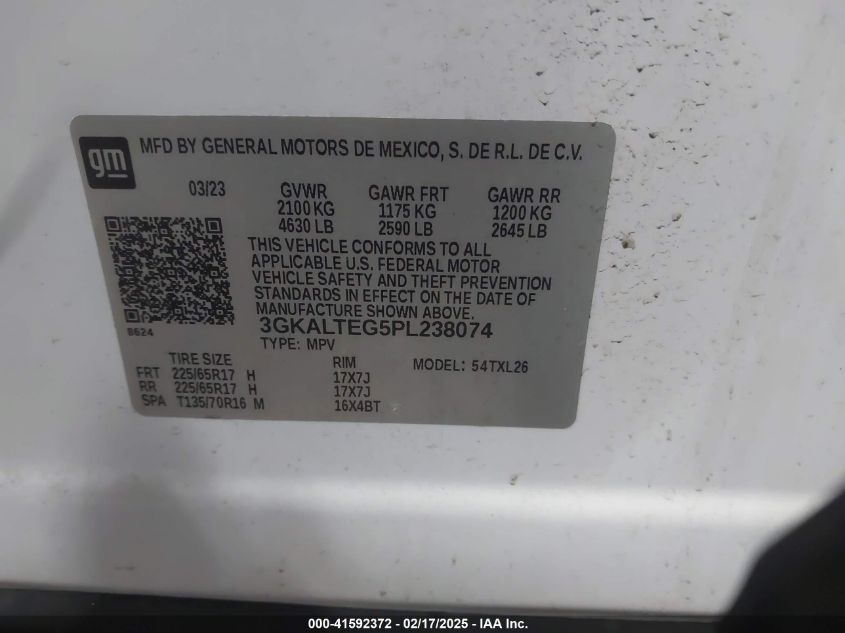 gm
MFD BY GENERAL MOTORS DE MEXICO, S. DE R.L. DE C.V.
03/23 GVWR GAWR FRT GAWR RR
2100 KG 1175 KG 1200 KG
4630 LB 2590 LB 2645 LB
THIS VEHICLE CONFORMS TO ALL
APPLICABLE U.S. FEDERAL MOTOR
VEHICLE SAFETY AND THEFT PREVENTION
STANDARDS IN EFFECT ON THE DATE OF
MANUFACTURE SHOWN ABOVE.
B624
3GKALTEG5PL238074
TYPE: MPV
TIRE SIZE RIM MODEL: 54TXL26
FRT 225/65R17 H 17X7J
RR 225/65R17 H 17X7J
SPA T135/70R16 M 16X4BT
000-41592372 - 02/17/2025 - IAA Inc.